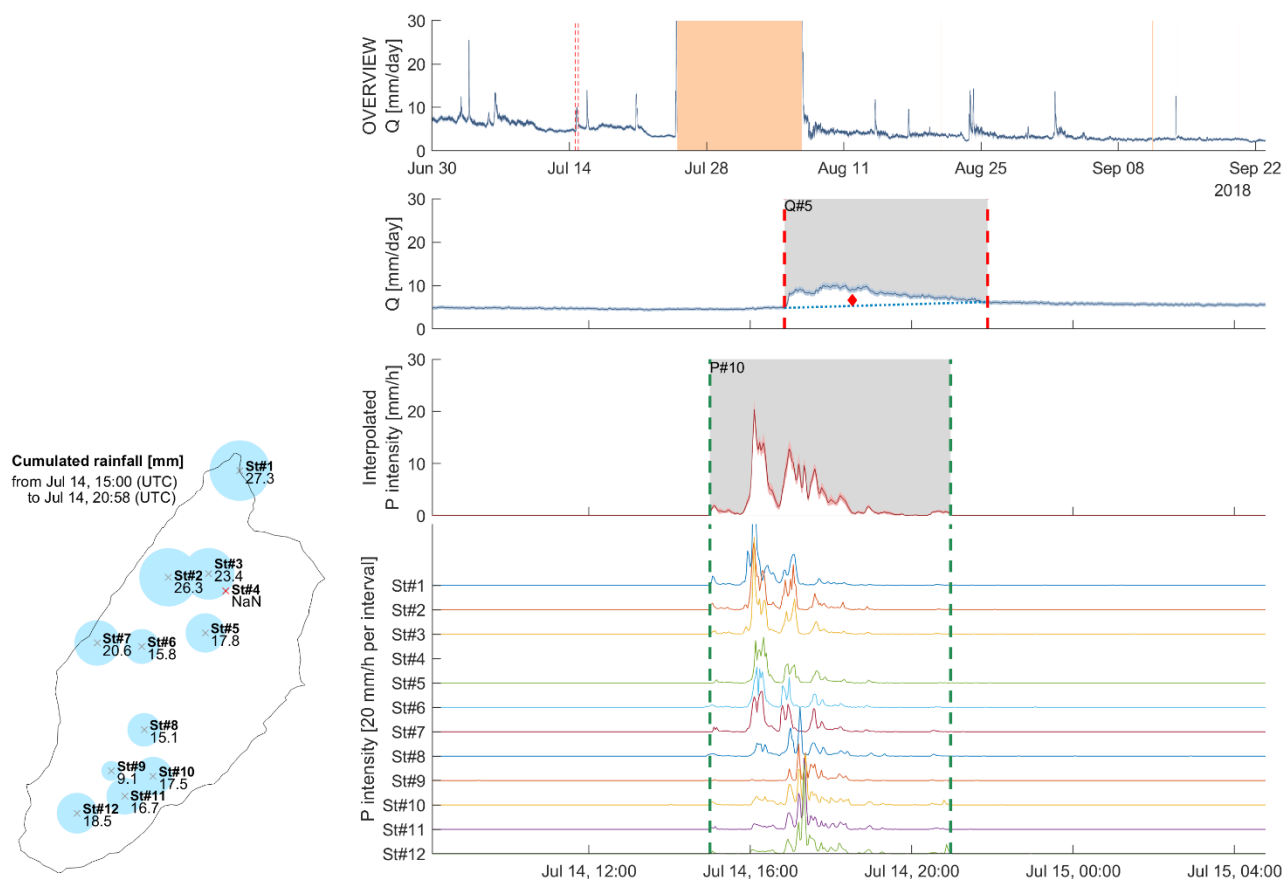 OVERVIEW
Q [mm/day]
30
20
10
0
Jun 30
Jul 14
Jul 28
Aug 11
Aug 25
Sep 08
Sep 22
2018
Q [mm/day]
30
20
10
0
Q#5
Interpolated
P intensity [mm/h]
30
20
10
0
P#10
Cumulated rainfall [mm]
from Jul 14, 15:00 (UTC)
to Jul 14, 20:58 (UTC)
St#1
27.3
St#2
26.3
St#3
23.4
St#4
NaN
St#5
17.8
St#6
15.8
St#7
20.6
St#8
15.1
St#9
9.1
St#10
17.5
St#11
16.7
St#12
18.5
P intensity [20 mm/h per interval]
St#1
St#2
St#3
St#4
St#5
St#6
St#7
St#8
St#9
St#10
St#11
St#12
Jul 14, 12:00
Jul 14, 16:00
Jul 14, 20:00
Jul 15, 00:00
Jul 15, 04:00